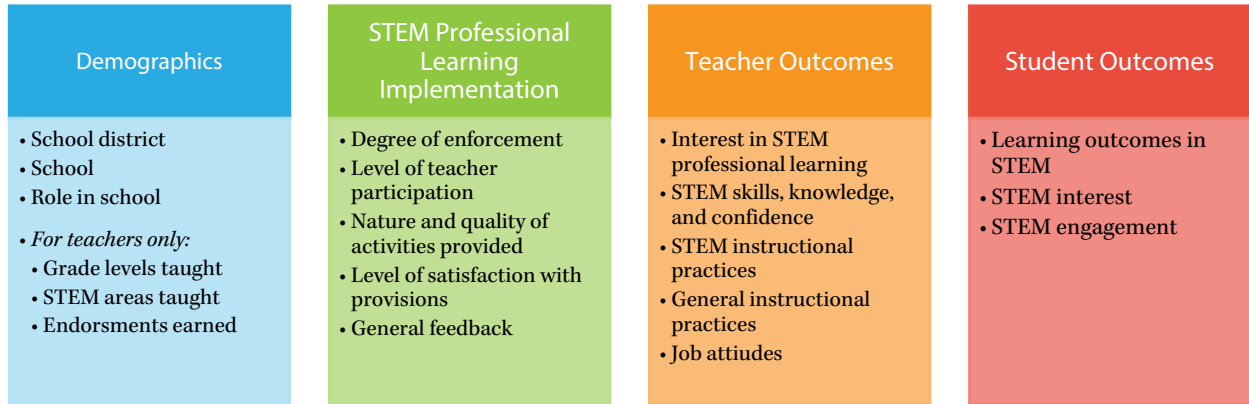 Demographics
• School district
• School
• Role in school
• For teachers only:
• Grade levels taught
• STEM areas taught
• Endorsments earned
STEM Professional
Learning
Implementation
• Degree of enforcement
• Level of teacher
participation
• Nature and quality of
activities provided
• Level of satisfaction with
provisions
• General feedback
Teacher Outcomes
• Interest in STEM
professional learning
• STEM skills, knowledge,
and confidence
• STEM instructional
practices
• General instructional
practices
• Job attiudes
Student Outcomes
• Learning outcomes in
STEM
• STEM interest
• STEM engagement